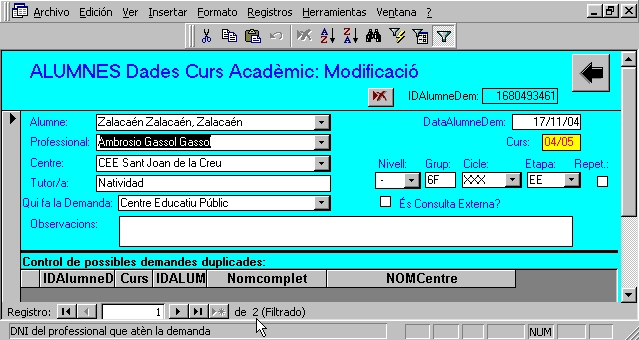 Archivo Edición Ver Insertar Formato Registros Herramientas Ventana ?
ALUMNES Dades Curs Acadèmic: Modificació
IDAlumneDem: 1680493461
Alumne: Zalacaén Zalacaén, Zalacaén DataAlumneDem: 17/11/04
Professional: Ambrosio Gassol Gassol Curs: 04/05
Centre: CEE Sant Joan de la Creu Nivell: Grup: Cicle: Etapa: Repet.:
Tutor/a: Natividad - 6F XXX EE
Qui fa la Demanda: Centre Educatiu Públic És Consulta Externa?
Observacions:
Control de possibles demandes duplicades:
IDAlumneD Curs IDALUM Nomcomplet NOMCentre
Registro: 1 de 2 (Filtrado)
DNI del professional que atèn la demanda NUM